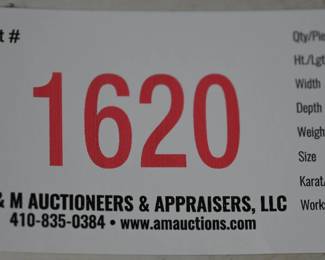 t #
1620
& M AUCTIONEERS & APPRAISERS, LLC
410-835-0384 • www.amauctions.com
Qty/Pie
Ht./Lgt
Width
Depth
Weigh
Size
Karat/
Works